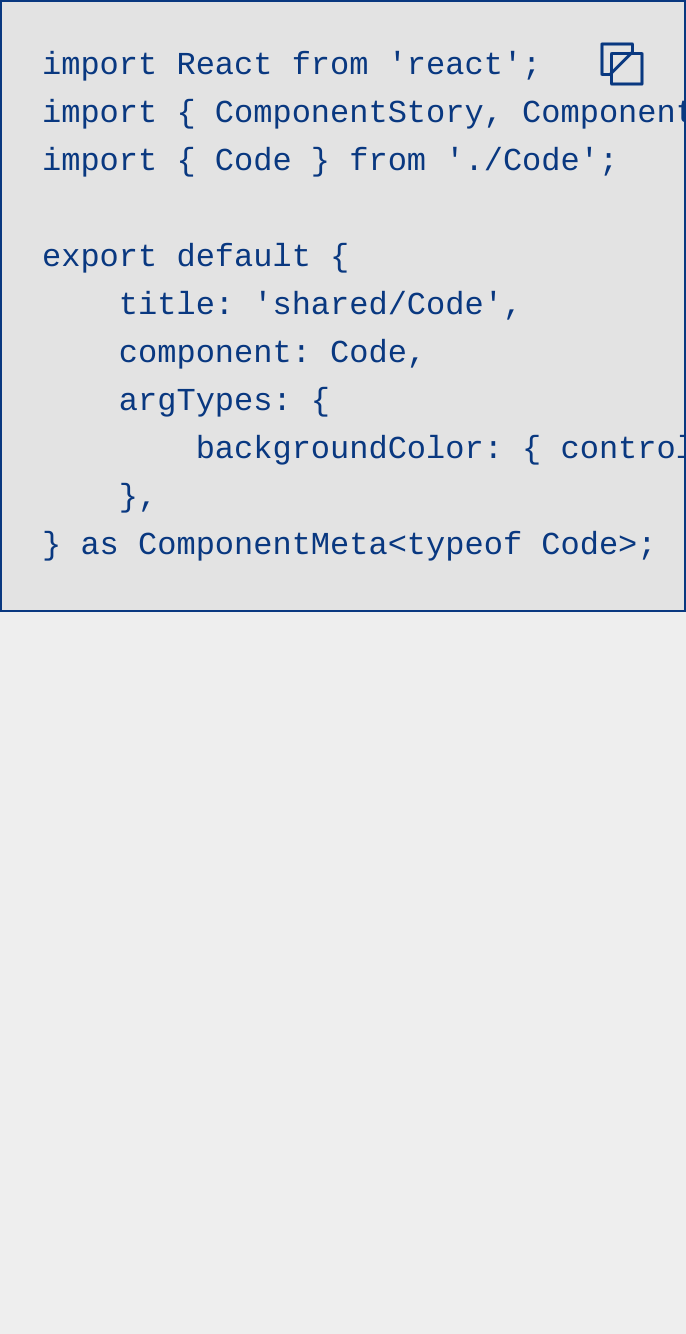 import React from 'react';
import { ComponentStory, Component
import { Code } from './Code';

export default {
    title: 'shared/Code',
    component: Code,
    argTypes: {
        backgroundColor: { control
    },
} as ComponentMeta<typeof Code>;